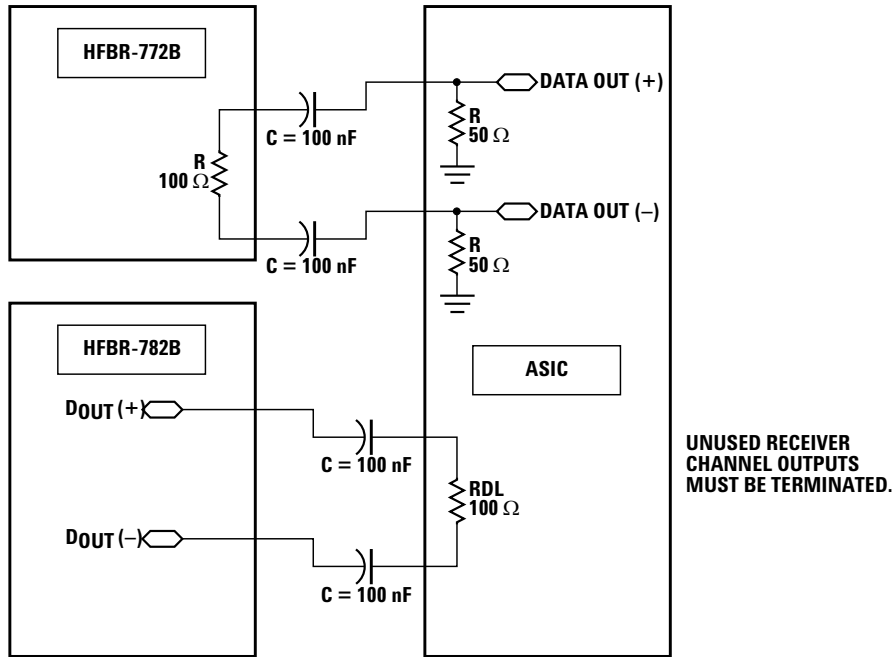 HFBR-772B
DATA OUT (+)
R
50 Ω
C = 100 nF
R
100 Ω
DATA OUT (–)
R
50 Ω
C = 100 nF
HFBR-782B
ASIC
DOUT (+)
C = 100 nF
UNUSED RECEIVER
CHANNEL OUTPUTS
MUST BE TERMINATED.
RDL
100 Ω
DOUT (–)
C = 100 nF